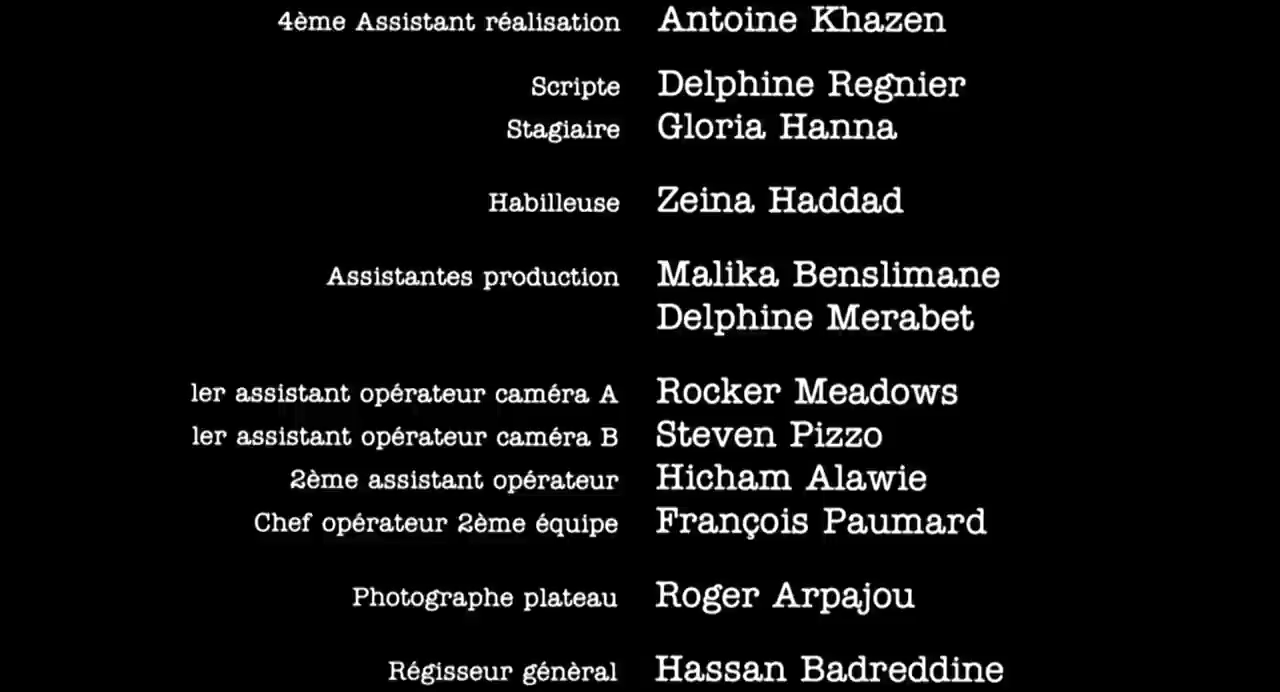 4ème Assistant réalisation Antoine Khazen
Scripte Delphine Regnier
Stagiaire Gloria Hanna
Habilleuse Zeina Haddad
Assistantes production Malika Benslimane
Delphine Merabet
1er assistant opérateur caméra A Rocker Meadows
1er assistant opérateur caméra B Steven Pizzo
2ème assistant opérateur Hicham Alawie
Chef opérateur 2ème équipe François Paumard
Photographe plateau Roger Arpajou
Régisseur génèral Hassan Badreddine